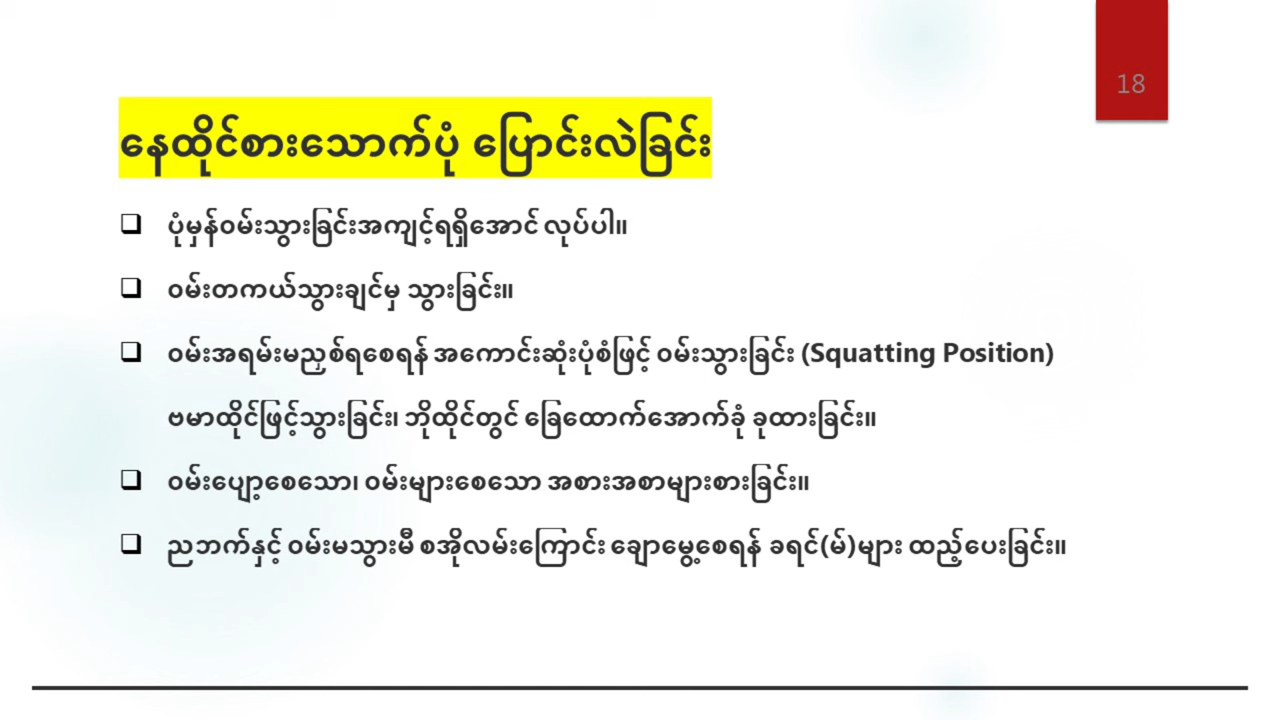 18
နေထိုင်စားသောက်ပုံ ပြောင်းလဲခြင်း
❑ ပုံမှန်ဝမ်းသွားခြင်းအကျင့်ရရှိအောင် လုပ်ပါ။
❑ ဝမ်းတကယ်သွားချင်မှ သွားခြင်း။
❑ ဝမ်းအရမ်းမညှစ်ရစေရန် အကောင်းဆုံးပုံစံဖြင့် ဝမ်းသွားခြင်း (Squatting Position)
ဗမာထိုင်ဖြင့်သွားခြင်း၊ ဘိုထိုင်တွင် ခြေထောက်အောက်ခုံ ခုထားခြင်း။
❑ ဝမ်းပျော့စေသော၊ ဝမ်းများစေသော အစားအစာများစားခြင်း။
❑ ညဘက်နှင့် ဝမ်းမသွားမီ စအိုလမ်းကြောင်း ချောမွေ့စေရန် ခရင်(မ်)များ ထည့်ပေးခြင်း။